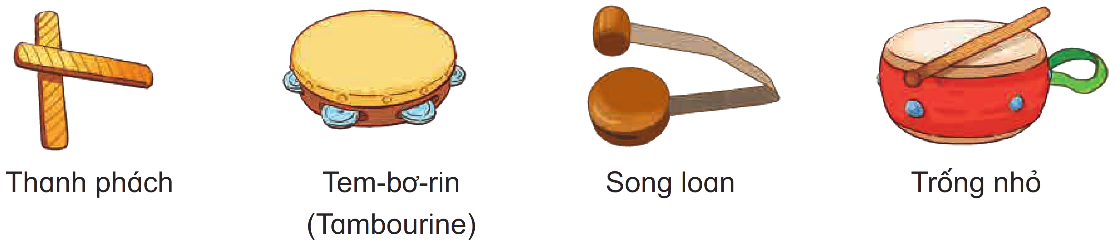 Thanh phách
Tem-bơ-rin
(Tambourine)
Song loan
Trống nhỏ